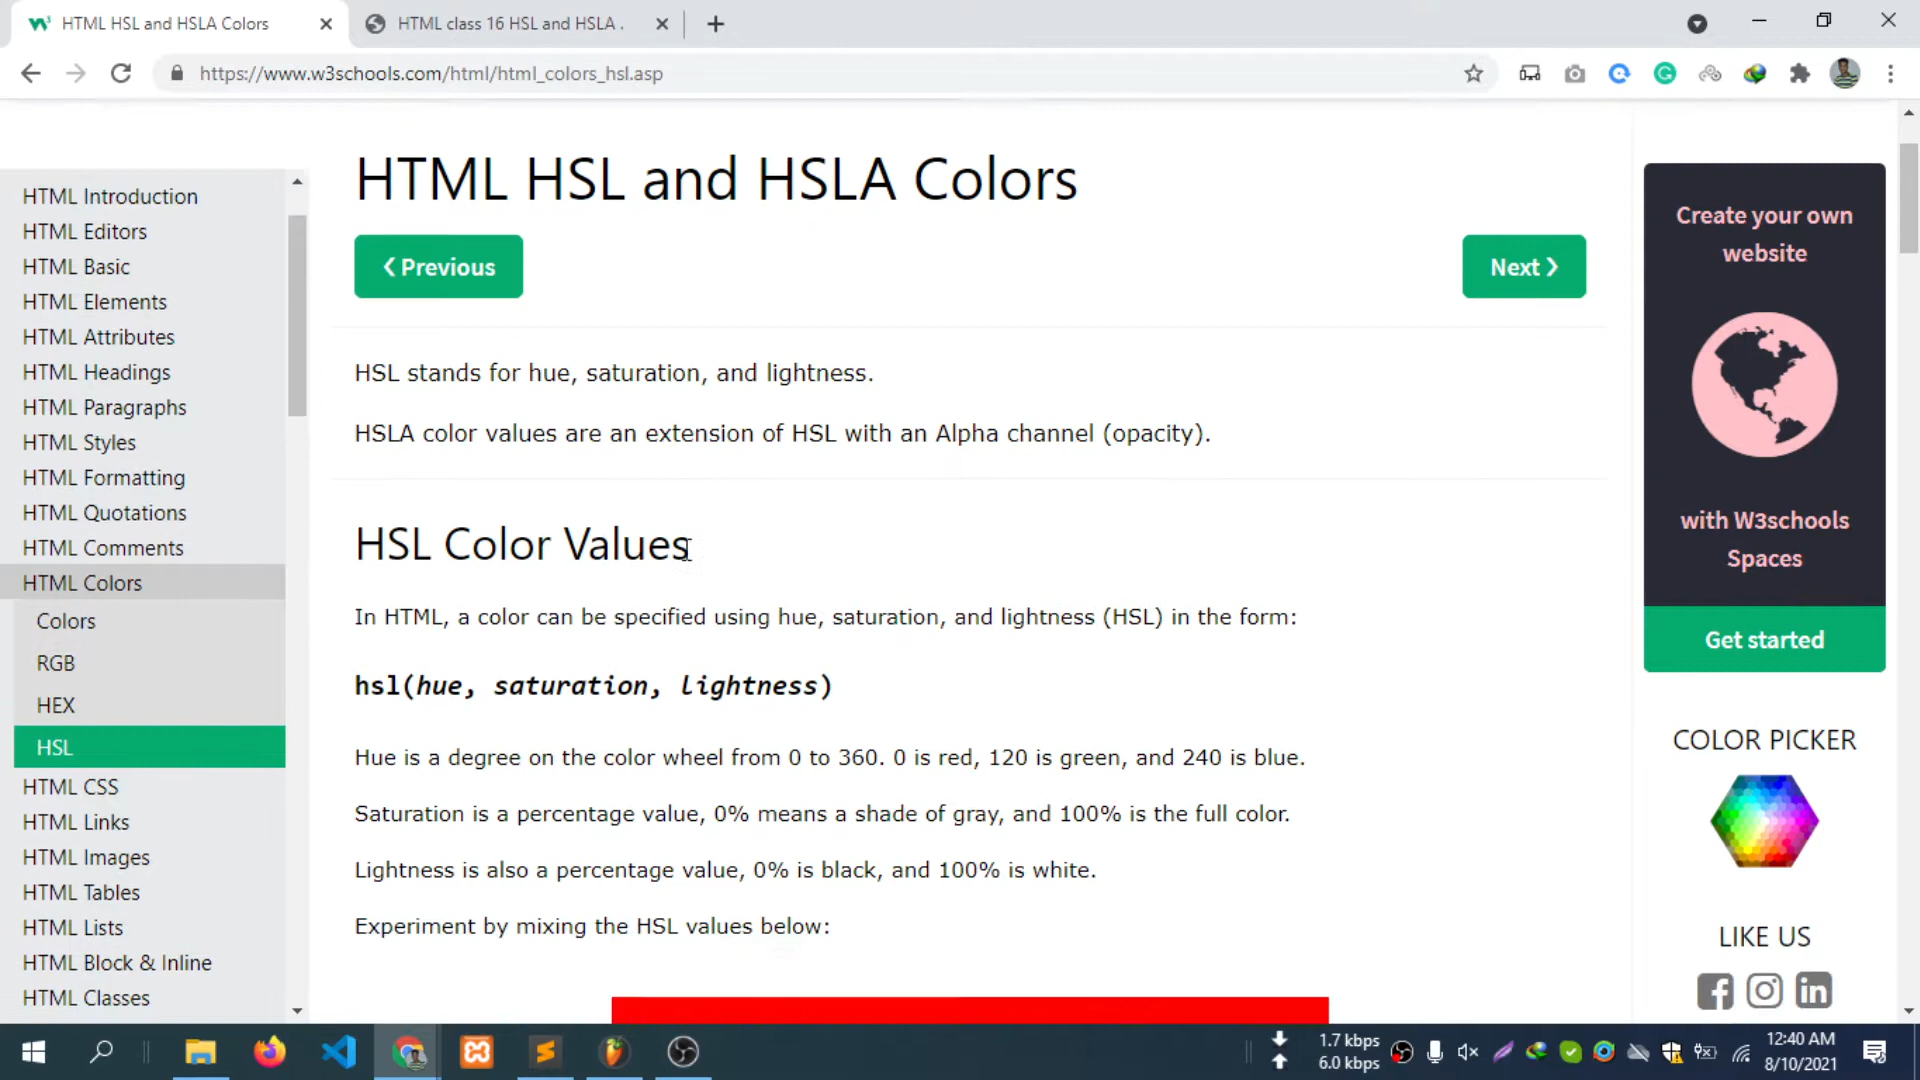 HTML HSL and HSLA Colors
HTML class 16 HSL and HSLA .
https://www.w3schools.com/html/html_colors_hsl.asp
HTML Introduction
HTML Editors
HTML Basic
HTML Elements
HTML Attributes
HTML Headings
HTML Paragraphs
HTML Styles
HTML Formatting
HTML Quotations
HTML Comments
HTML Colors
Colors
RGB
HEX
HSL
HTML CSS
HTML Links
HTML Images
HTML Tables
HTML Lists
HTML Block & Inline
HTML Classes
HTML HSL and HSLA Colors
❮ Previous
Next ❯
HSL stands for hue, saturation, and lightness.
HSLA color values are an extension of HSL with an Alpha channel (opacity).
HSL Color Values
In HTML, a color can be specified using hue, saturation, and lightness (HSL) in the form:
hsl(hue, saturation, lightness)
Hue is a degree on the color wheel from 0 to 360. 0 is red, 120 is green, and 240 is blue.
Saturation is a percentage value, 0% means a shade of gray, and 100% is the full color.
Lightness is also a percentage value, 0% is black, and 100% is white.
Experiment by mixing the HSL values below:
Create your own
website
with W3schools
Spaces
Get started
COLOR PICKER
LIKE US
1.7 kbps
6.0 kbps
12:40 AM
8/10/2021